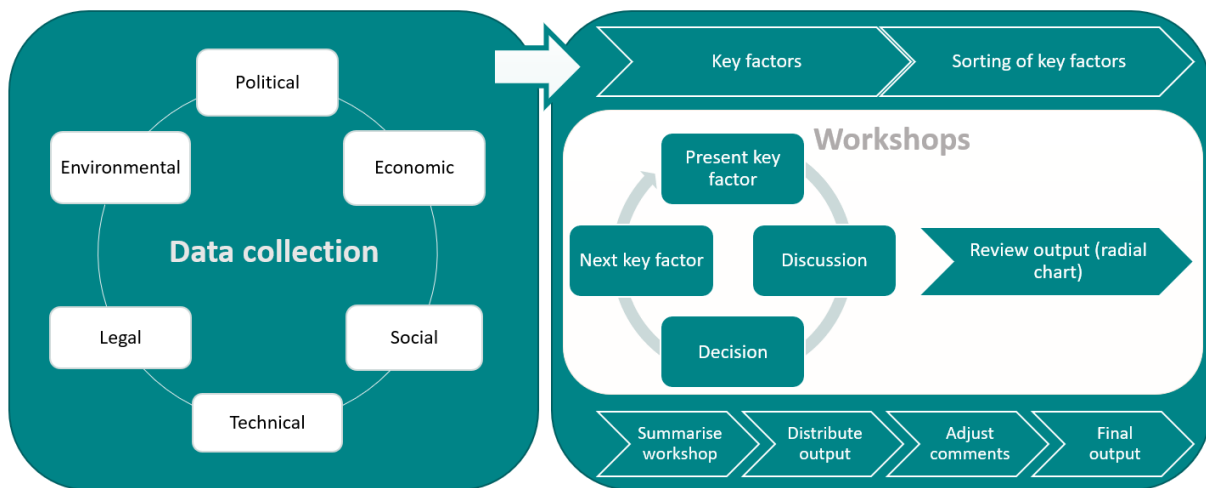 Political
Environmental
Economic
Data collection
Legal
Social
Technical
Key factors
Sorting of key factors
Workshops
Present key
factor
Next key factor
Discussion
Decision
Review output (radial
chart)
Summarise
workshop
Distribute
output
Adjust
comments
Final
output